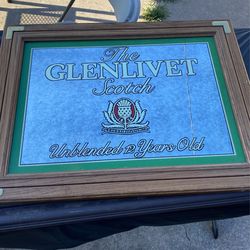 The
GLENLIVET
Scotch
Unblended 12 Years Old